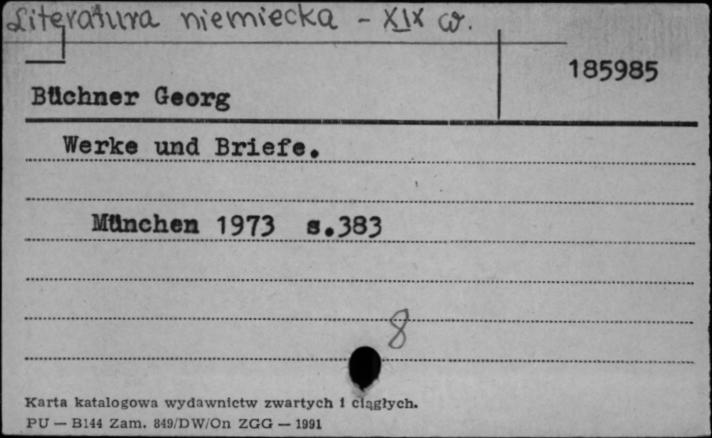 Literatura niemiecka - XIX w.
185985
Büchner Georg
Werke und Briefe.
München 1973 s.383
8
Karta katalogowa wydawnictw zwartych i ciągłych.
PU — B144 Zam. 849/DW/On ZGG — 1991